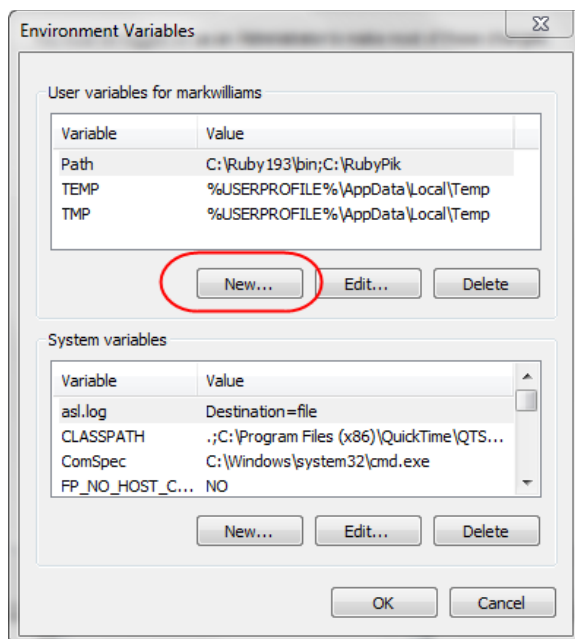 Environment Variables
User variables for markwilliams
Variable Value
Path C:\Ruby193\bin;C:\RubyPik
TEMP %USERPROFILE%\AppData\Local\Temp
TMP %USERPROFILE%\AppData\Local\Temp
New... Edit... Delete
System variables
Variable Value
asl.log Destination=file
CLASSPATH .;C:\Program Files (x86)\QuickTime\QTS...
ComSpec C:\Windows\system32\cmd.exe
FP_NO_HOST_C... NO
New... Edit... Delete
OK Cancel